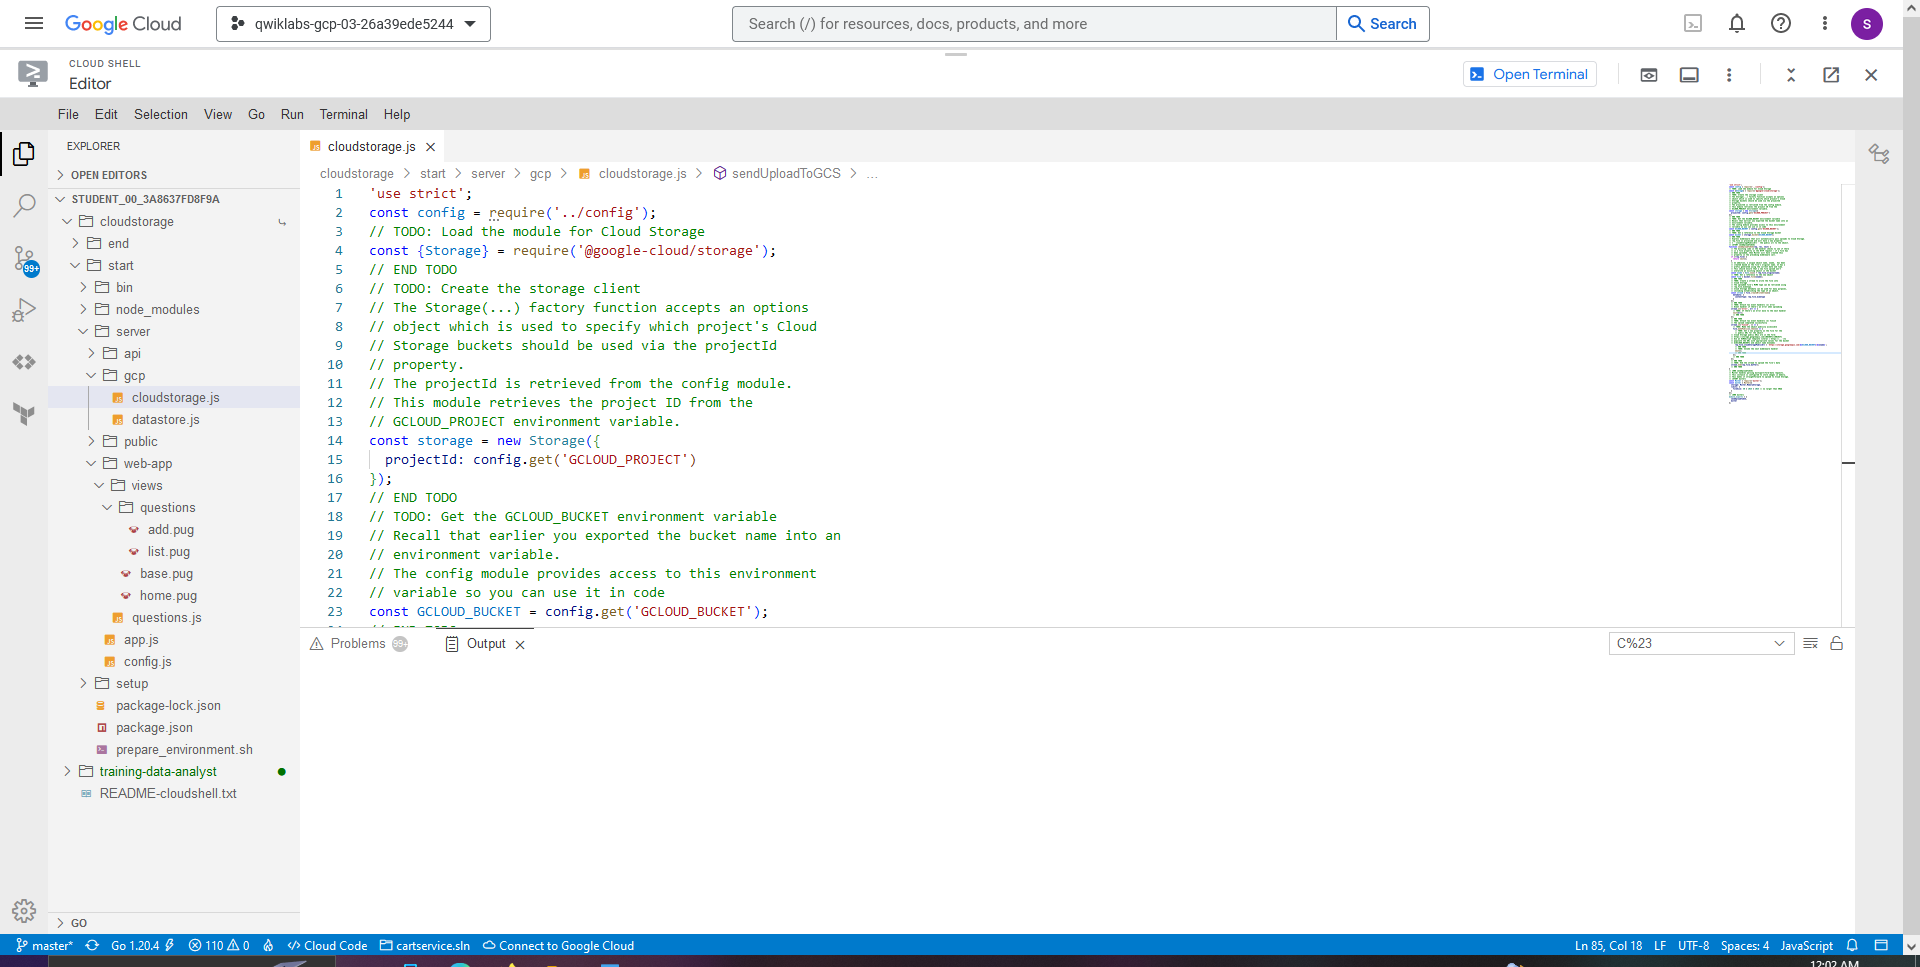 Google Cloud
qwiklabs-gcp-03-26a39ede5244
Search (/) for resources, docs, products, and more
Search
S
CLOUD SHELL
Editor
Open Terminal
File Edit Selection View Go Run Terminal Help
EXPLORER
OPEN EDITORS
STUDENT_00_3A8637FD8F9A
cloudstorage
end
start
bin
node_modules
server
api
gcp
cloudstorage.js
datastore.js
public
web-app
views
questions
add.pug
list.pug
base.pug
home.pug
questions.js
app.js
config.js
setup
package-lock.json
package.json
prepare_environment.sh
training-data-analyst
README-cloudshell.txt
GO
99+
cloudstorage.js
cloudstorage > start > server > gcp > cloudstorage.js > sendUploadToGCS > ...
1 'use strict';
2 const config = require('../config');
3 // TODO: Load the module for Cloud Storage
4 const {Storage} = require('@google-cloud/storage');
5 // END TODO
6 // TODO: Create the storage client
7 // The Storage(...) factory function accepts an options
8 // object which is used to specify which project's Cloud
9 // Storage buckets should be used via the projectId
10 // property.
11 // The projectId is retrieved from the config module.
12 // This module retrieves the project ID from the
13 // GCLOUD_PROJECT environment variable.
14 const storage = new Storage({
15 projectId: config.get('GCLOUD_PROJECT')
16 });
17 // END TODO
18 // TODO: Get the GCLOUD_BUCKET environment variable
19 // Recall that earlier you exported the bucket name into an
20 // environment variable.
21 // The config module provides access to this environment
22 // variable so you can use it in code
23 const GCLOUD_BUCKET = config.get('GCLOUD_BUCKET');
Problems 99+ Output
C%23
master* Go 1.20.4 110 0 Cloud Code cartservice.sln Connect to Google Cloud
Ln 85, Col 18 LF UTF-8 Spaces: 4 JavaScript
12:02 AM